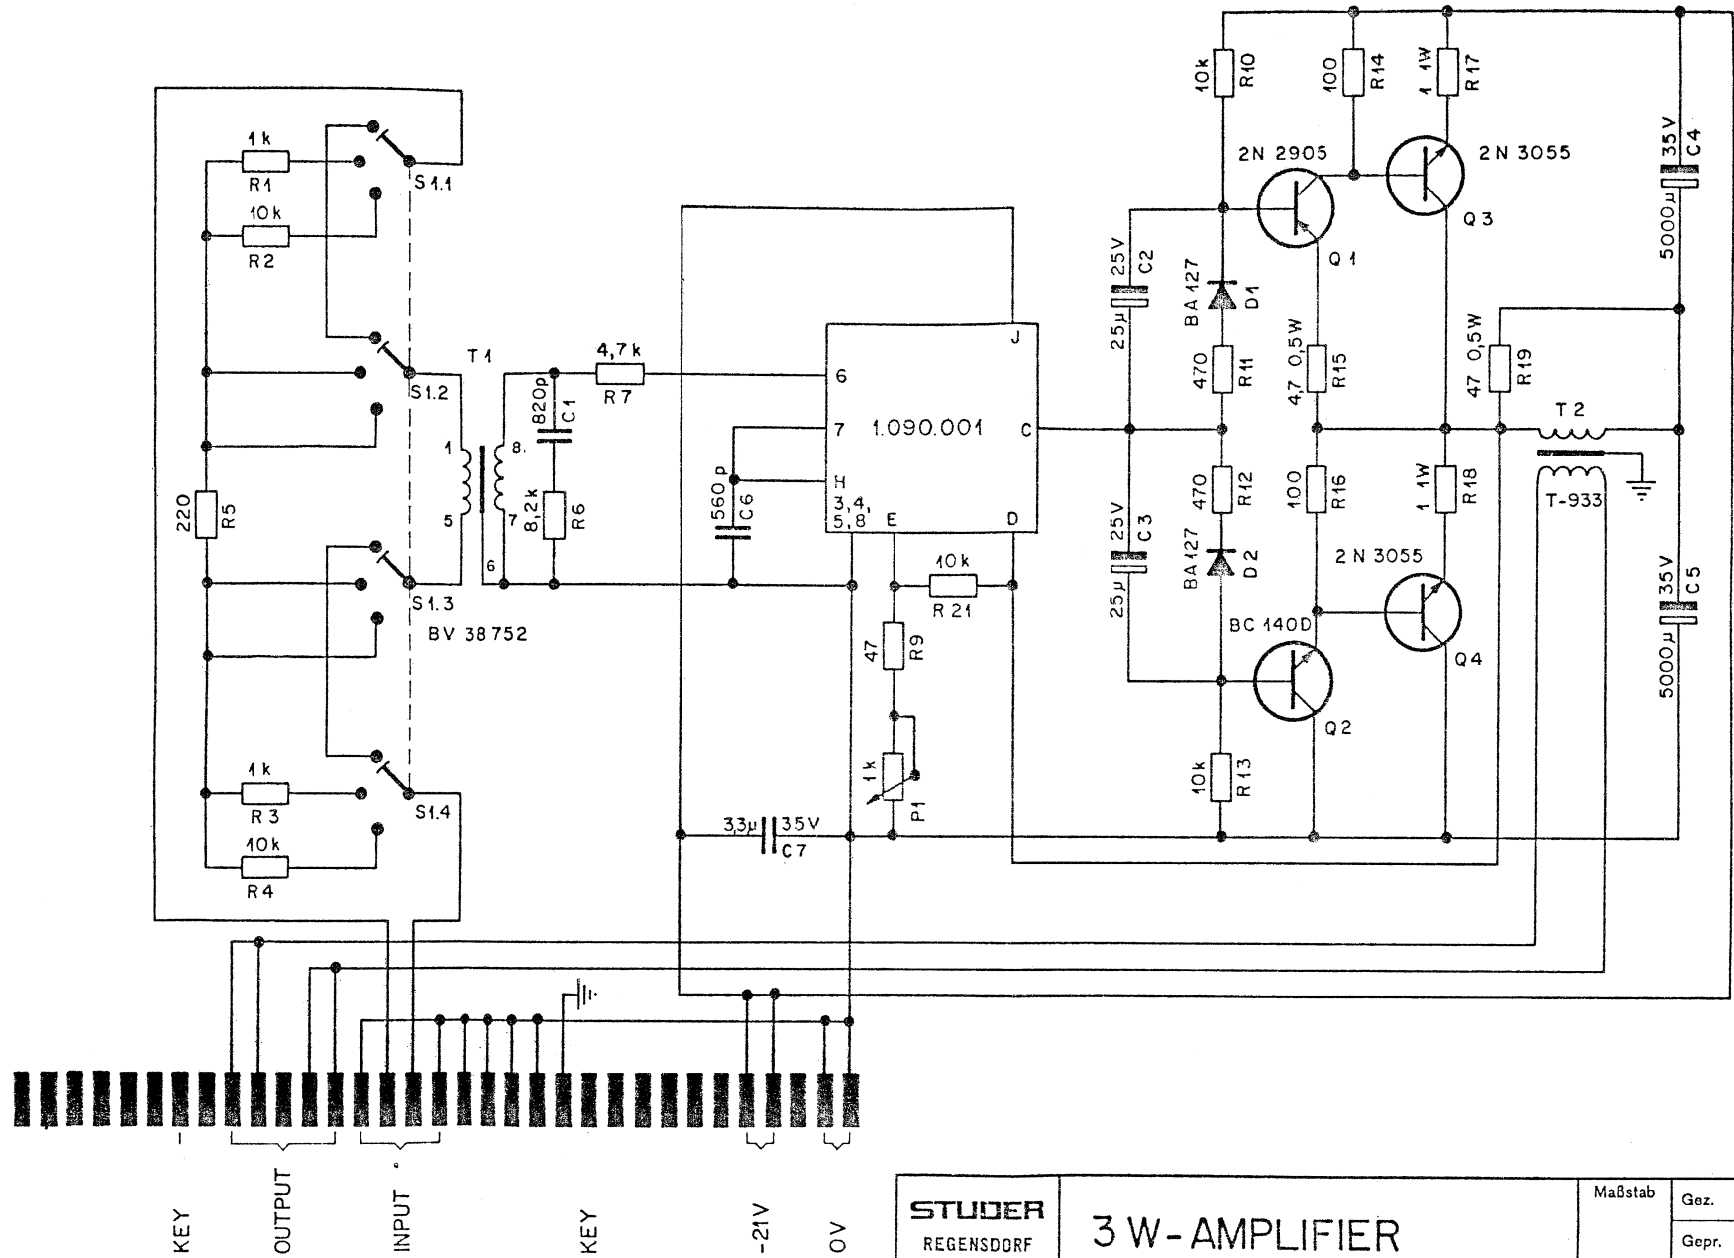 1k
R1
10k
R2
S1.1
S1.2
220
R5
S1.3
BV 38752
1k
R3
S1.4
10k
R4
T1
1
5
8.
7
6
820p
C1
8,2k
R6
4,7k
R7
560p
C6
6
7
H
3,4,
5,8
E
D
J
C
1.090.001
10k
R21
47
R9
1k
P1
3,3µ
35V
C7
25µ 25V
C2
25µ 25V
C3
10k
R10
BA127
D1
470
R11
470
R12
BA127
D2
10k
R13
100
R14
1 1W
R17
2N 2905
Q1
2N 3055
Q3
4,7 0,5W
R15
100
R16
47 0,5W
R19
1 1W
R18
BC 140D
Q2
2N 3055
Q4
T2
T-933
5000µ 35V
C4
5000µ 35V
C5
KEY –
OUTPUT
INPUT
KEY
-21V
0V
STUDER
REGENSDORF
3 W-AMPLIFIER
Maßstab
Gez.
Gepr.